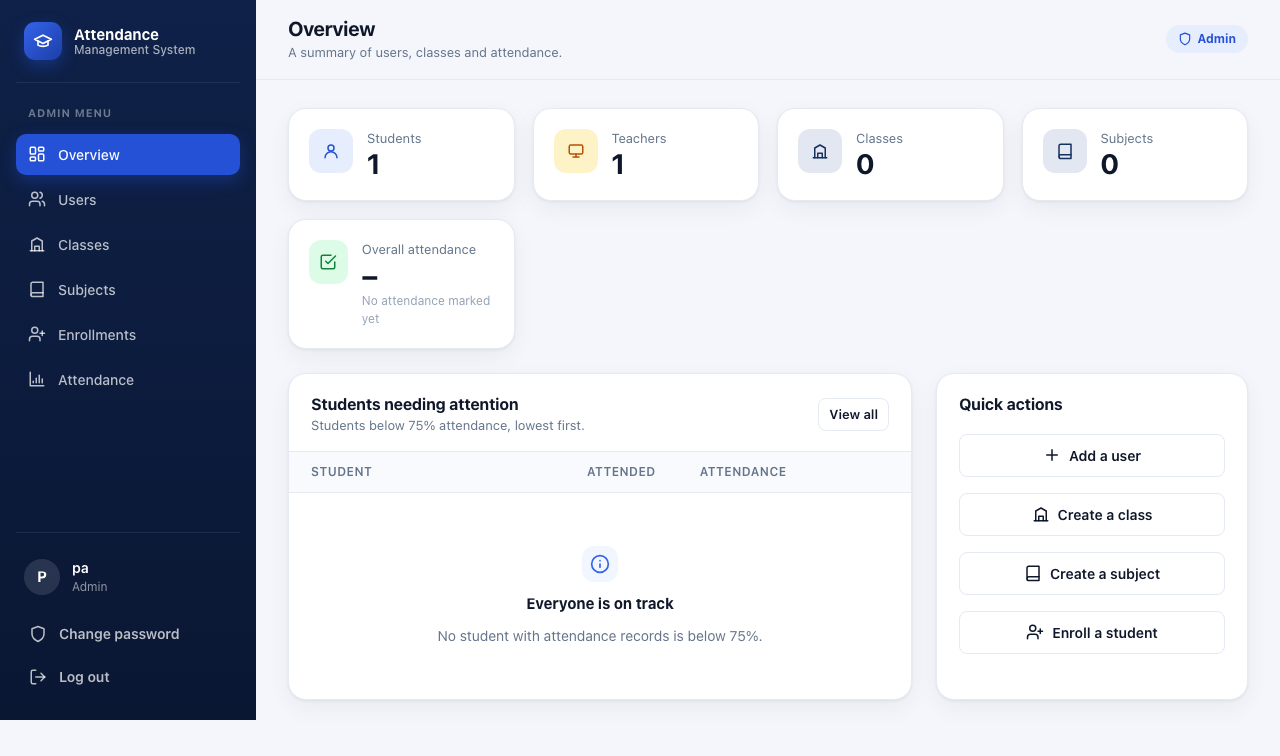 Attendance
Management System
ADMIN MENU
Overview
Users
Classes
Subjects
Enrollments
Attendance
P
pa
Admin
Change password
Log out
Overview
A summary of users, classes and attendance.
Admin
Students
1
Teachers
1
Classes
0
Subjects
0
Overall attendance
–
No attendance marked
yet
Students needing attention
Students below 75% attendance, lowest first.
View all
STUDENT ATTENDED ATTENDANCE
Everyone is on track
No student with attendance records is below 75%.
Quick actions
Add a user
Create a class
Create a subject
Enroll a student